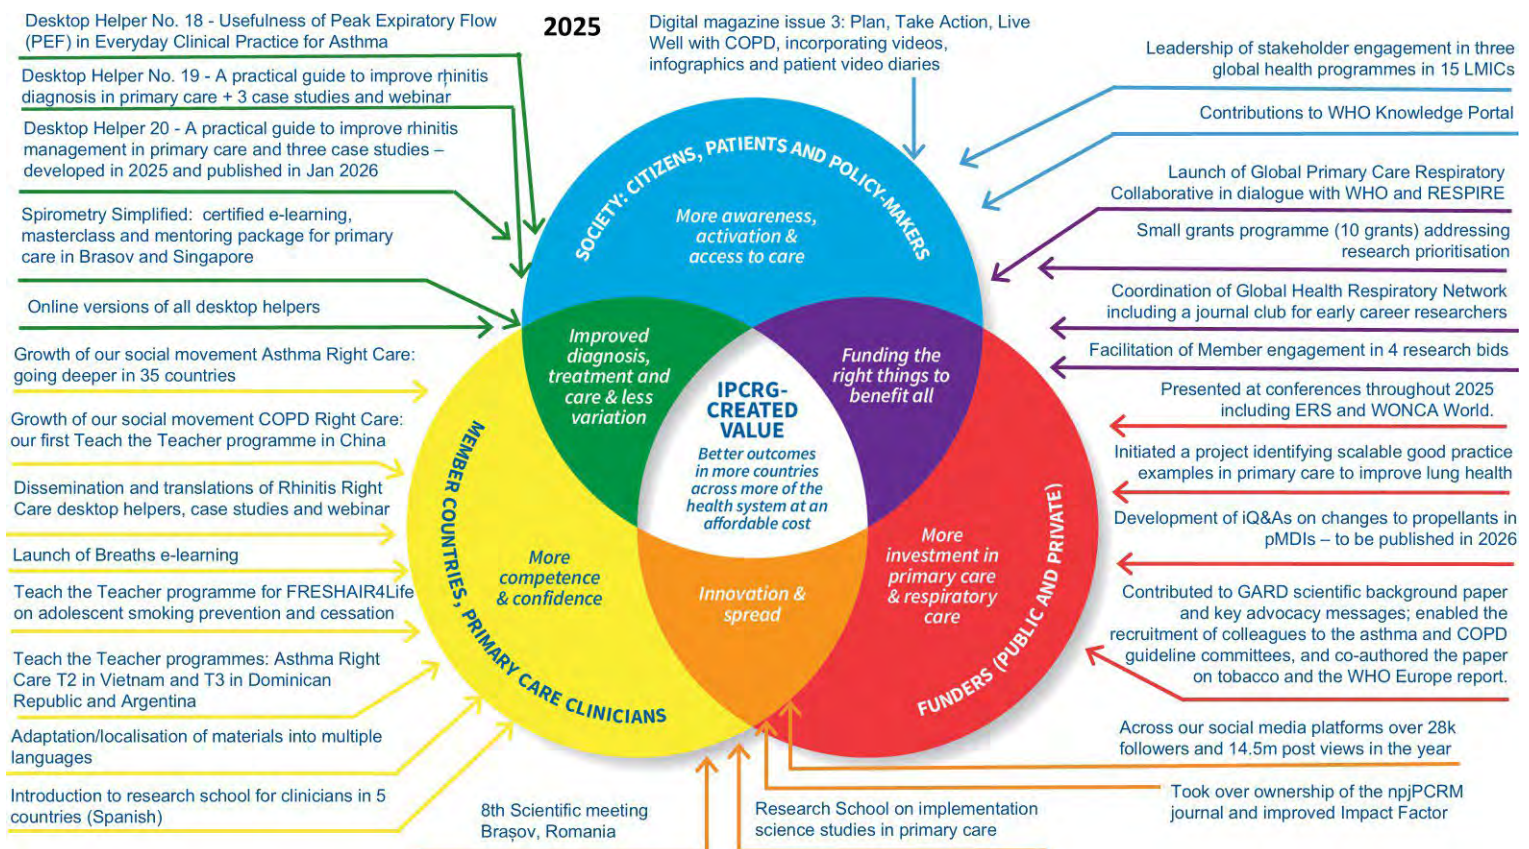 2025
Desktop Helper No. 18 - Usefulness of Peak Expiratory Flow
(PEF) in Everyday Clinical Practice for Asthma
Desktop Helper No. 19 - A practical guide to improve rhinitis
diagnosis in primary care + 3 case studies and webinar
Desktop Helper 20 - A practical guide to improve rhinitis
management in primary care and three case studies –
developed in 2025 and published in Jan 2026
Spirometry Simplified: certified e-learning,
masterclass and mentoring package for primary
care in Brasov and Singapore
Online versions of all desktop helpers
Growth of our social movement Asthma Right Care:
going deeper in 35 countries
Growth of our social movement COPD Right Care:
our first Teach the Teacher programme in China
Dissemination and translations of Rhinitis Right
Care desktop helpers, case studies and webinar
Launch of Breaths e-learning
Teach the Teacher programme for FRESHAIR4Life
on adolescent smoking prevention and cessation
Teach the Teacher programmes: Asthma Right
Care T2 in Vietnam and T3 in Dominican
Republic and Argentina
Adaptation/localisation of materials into multiple
languages
Introduction to research school for clinicians in 5
countries (Spanish)
Digital magazine issue 3: Plan, Take Action, Live
Well with COPD, incorporating videos,
infographics and patient video diaries
SOCIETY: CITIZENS, PATIENTS AND POLICY-MAKERS
More awareness,
activation &
access to care
Improved
diagnosis,
treatment and
care & less
variation
Funding the
right things to
benefit all
IPCRG-
CREATED
VALUE
Better outcomes
in more countries
across more of the
health system at an
affordable cost
MEMBER COUNTRIES, PRIMARY CARE CLINICIANS
More
competence
& confidence
Innovation &
spread
More
investment in
primary care
& respiratory
care
FUNDERS (PUBLIC AND PRIVATE)
8th Scientific meeting
Brașov, Romania
Research School on implementation
science studies in primary care
Leadership of stakeholder engagement in three
global health programmes in 15 LMICs
Contributions to WHO Knowledge Portal
Launch of Global Primary Care Respiratory
Collaborative in dialogue with WHO and RESPIRE
Small grants programme (10 grants) addressing
research prioritisation
Coordination of Global Health Respiratory Network
including a journal club for early career researchers
Facilitation of Member engagement in 4 research bids
Presented at conferences throughout 2025
including ERS and WONCA World.
Initiated a project identifying scalable good practice
examples in primary care to improve lung health
Development of iQ&As on changes to propellants in
pMDIs – to be published in 2026
Contributed to GARD scientific background paper
and key advocacy messages; enabled the
recruitment of colleagues to the asthma and COPD
guideline committees, and co-authored the paper
on tobacco and the WHO Europe report.
Across our social media platforms over 28k
followers and 14.5m post views in the year
Took over ownership of the npjPCRM
journal and improved Impact Factor